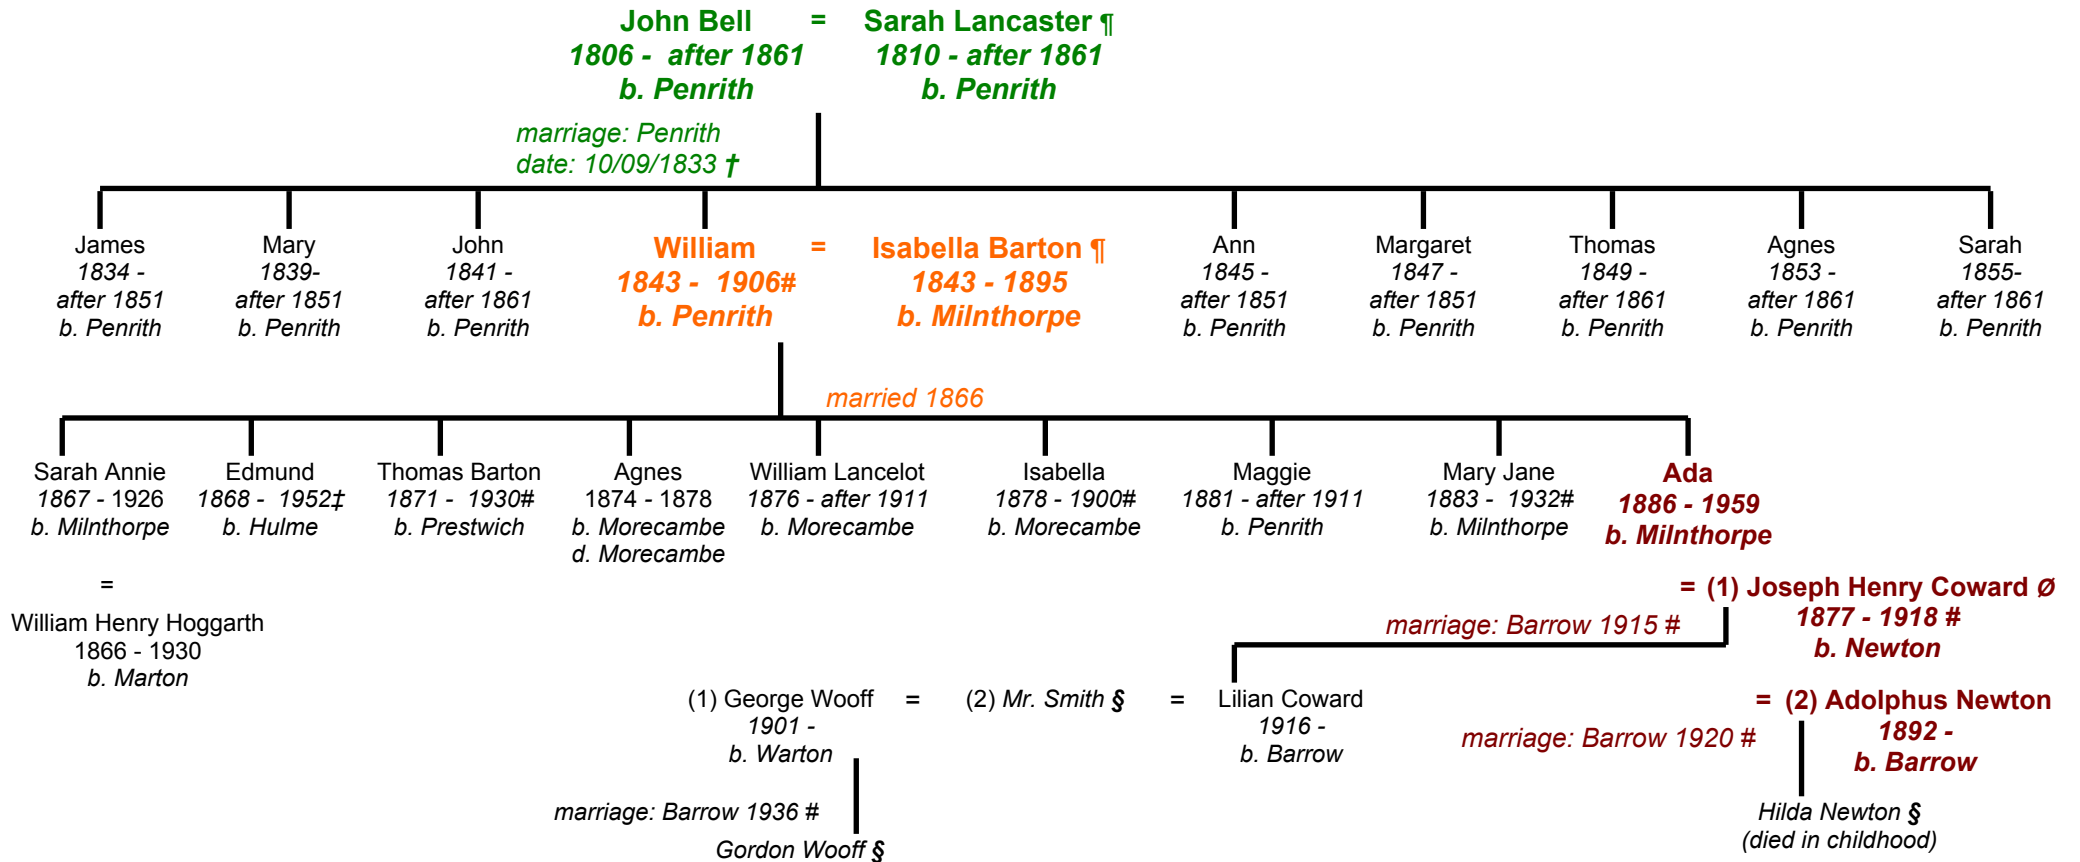 John Bell = Sarah Lancaster ¶
1806 - after 1861 1810 - after 1861
b. Penrith b. Penrith
marriage: Penrith
date: 10/09/1833 †
James Mary John William = Isabella Barton ¶ Ann Margaret Thomas Agnes Sarah
1834 - 1839- 1841 - 1843 - 1906# 1843 - 1895 1845 - 1847 - 1849 - 1853 - 1855-
after 1851 after 1851 after 1861 b. Penrith b. Milnthorpe after 1851 after 1851 after 1861 after 1861 after 1861
b. Penrith b. Penrith b. Penrith b. Penrith b. Penrith b. Penrith b. Penrith b. Penrith
married 1866
Sarah Annie Edmund Thomas Barton Agnes William Lancelot Isabella Maggie Mary Jane Ada
1867 - 1926 1868 - 1952‡ 1871 - 1930# 1874 - 1878 1876 - after 1911 1878 - 1900# 1881 - after 1911 1883 - 1932# 1886 - 1959
b. Milnthorpe b. Hulme b. Prestwich b. Morecambe b. Morecambe b. Morecambe b. Penrith b. Milnthorpe b. Milnthorpe
d. Morecambe
= = (1) Joseph Henry Coward Ø
William Henry Hoggarth marriage: Barrow 1915 # 1877 - 1918 #
1866 - 1930 b. Newton
b. Marton
(1) George Wooff = (2) Mr. Smith § = Lilian Coward = (2) Adolphus Newton
1901 - 1916 - marriage: Barrow 1920 # 1892 -
b. Warton b. Barrow b. Barrow
marriage: Barrow 1936 # Hilda Newton §
Gordon Wooff § (died in childhood)